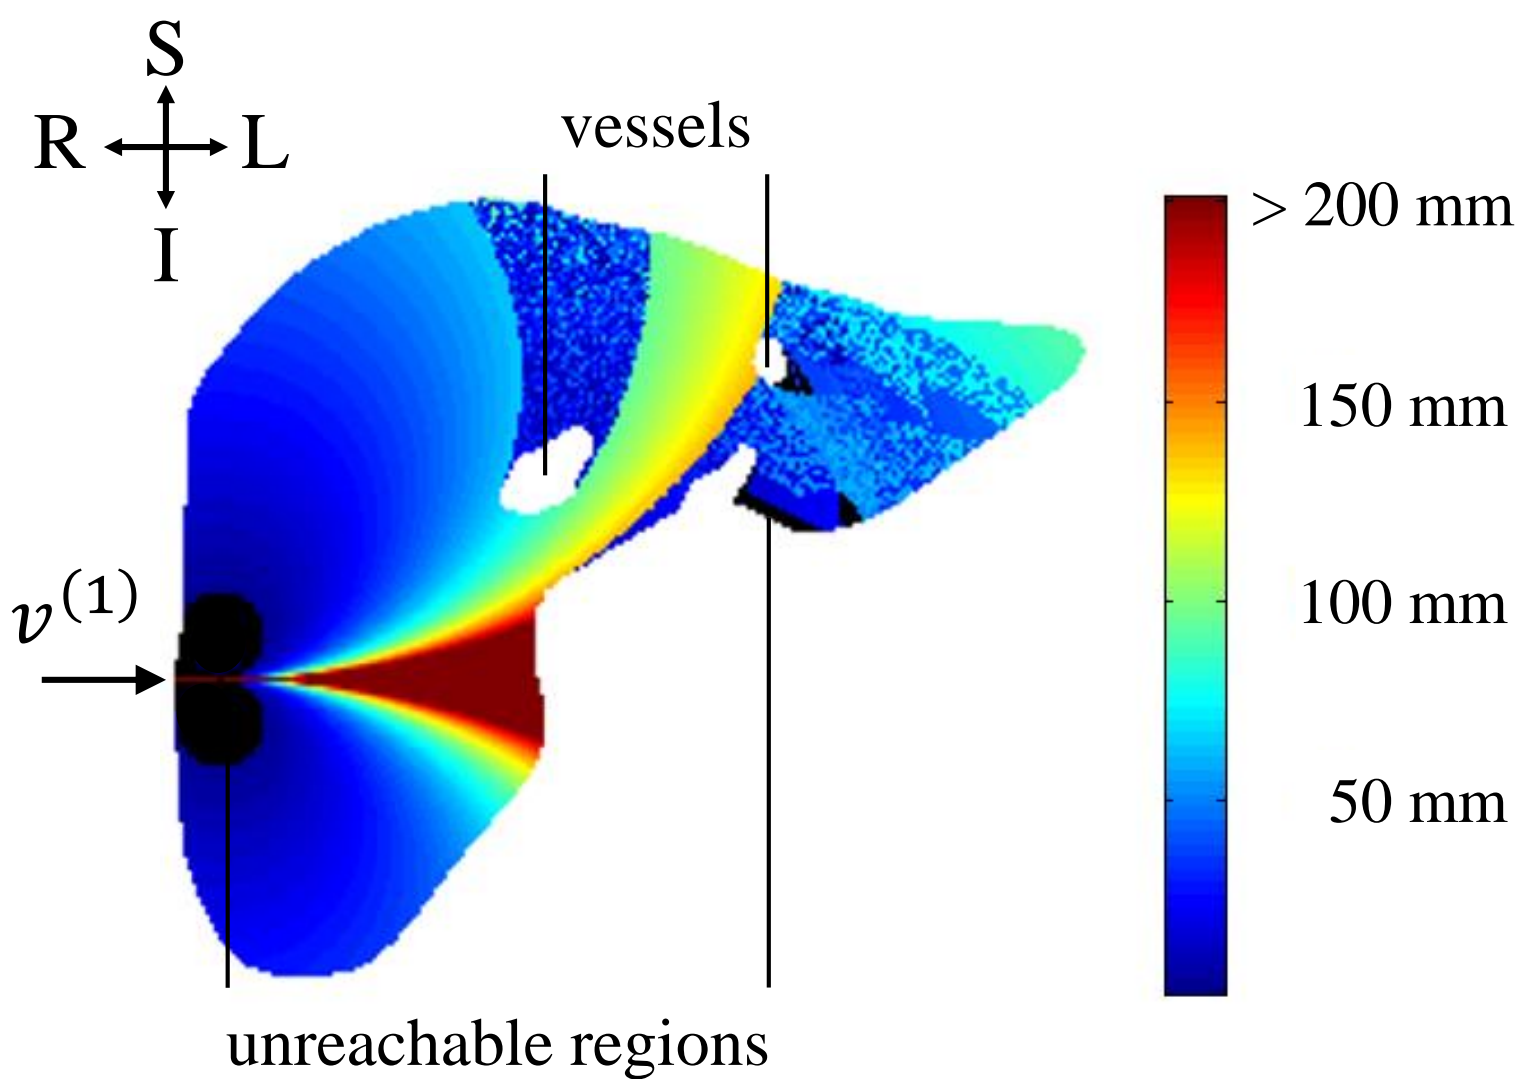 S
R L
I
vessels
> 200 mm
150 mm
100 mm
50 mm
v(1)
unreachable regions